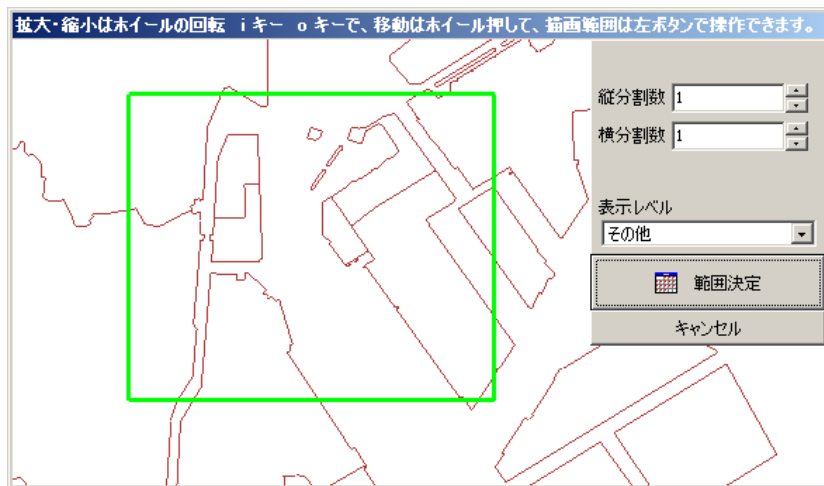 拡大・縮小はホイールの回転　iキー　oキーで、移動はホイール押して、描画範囲は左ボタンで操作できます。
縦分割数 1
横分割数 1
表示レベル
その他
範囲決定
キャンセル